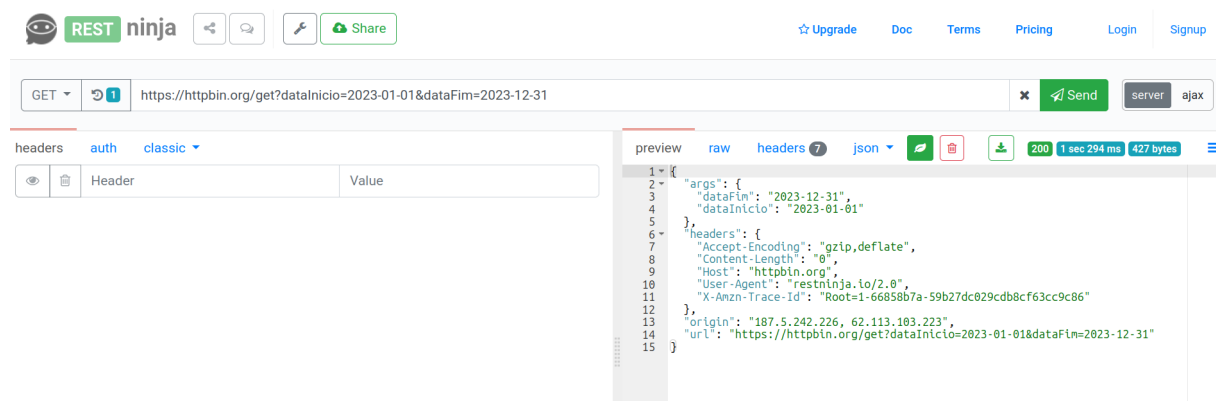 REST ninja Share Upgrade Doc Terms Pricing Login Signup
GET 1 https://httpbin.org/get?dataInicio=2023-01-01&dataFim=2023-12-31 Send server ajax
headers auth classic
Header Value
preview raw headers 7 json 200 1 sec 294 ms 427 bytes
1 {
2 "args": {
3 "dataFim": "2023-12-31",
4 "dataInicio": "2023-01-01"
5 },
6 "headers": {
7 "Accept-Encoding": "gzip,deflate",
8 "Content-Length": "0",
9 "Host": "httpbin.org",
10 "User-Agent": "restninja.io/2.0",
11 "X-Amzn-Trace-Id": "Root=1-66858b7a-59b27dc029cdb8cf63cc9c86"
12 },
13 "origin": "187.5.242.226, 62.113.103.223",
14 "url": "https://httpbin.org/get?dataInicio=2023-01-01&dataFim=2023-12-31"
15 }